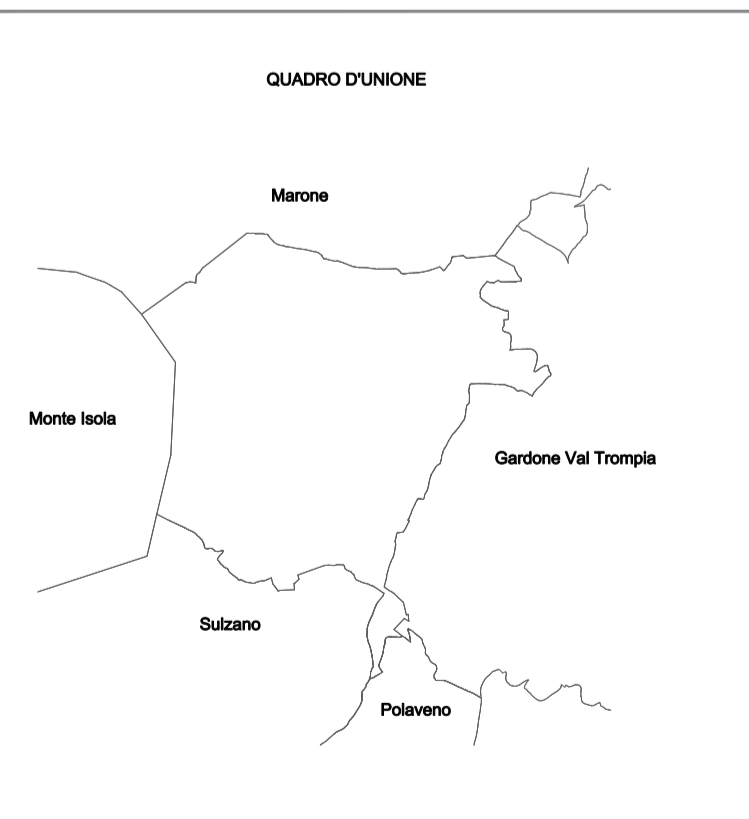 QUADRO D'UNIONE
Marone
Monte Isola
Gardone Val Trompia
Sulzano
Polaveno